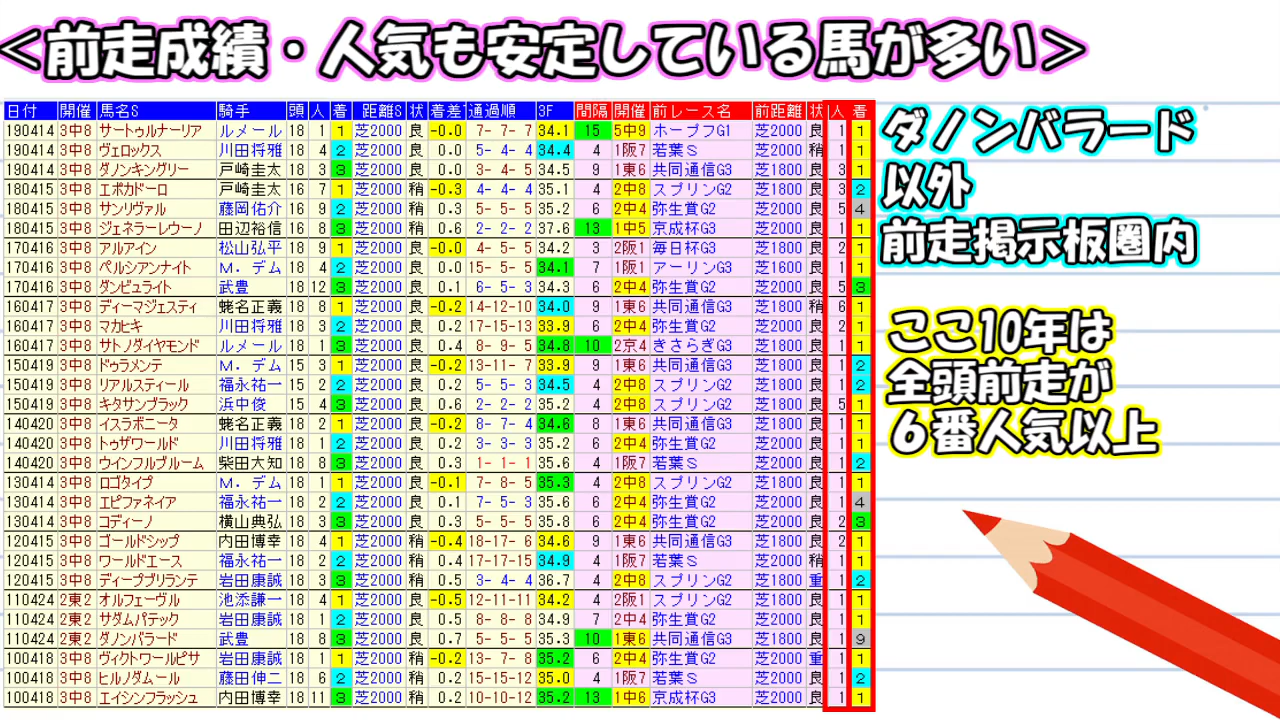 ＜前走成績・人気も安定している馬が多い＞
日付 開催 馬名S 騎手 頭 人 着 距離S 状 着差 通過順 3F 間隔 開催 前レース名 前距離 状 人 着
190414 3中8 サートゥルナーリア ルメール 18 1 1 芝2000 良 -0.0 7- 7- 7 34.1 15 5中9 ホープフG1 芝2000 良 1 1
190414 3中8 ヴェロックス 川田将雅 18 4 2 芝2000 良 0.0 5- 4- 4 34.4 4 1阪7 若葉S 芝2000 稍 1 1
190414 3中8 ダノンキングリー 戸崎圭太 18 3 3 芝2000 良 0.0 3- 4- 5 34.5 9 1東6 共同通信G3 芝1800 良 3 1
180415 3中8 エポカドーロ 戸崎圭太 16 7 1 芝2000 稍 -0.3 4- 4- 4 35.1 4 2中8 スプリンG2 芝1800 良 3 2
180415 3中8 サンリヴァル 藤岡佑介 16 9 2 芝2000 稍 0.3 5- 5- 5 35.2 6 2中4 弥生賞G2 芝2000 良 5 4
180415 3中8 ジェネラーレウーノ 田辺裕信 16 8 3 芝2000 稍 0.6 2- 2- 2 37.6 13 1中5 京成杯G3 芝2000 良 1 1
170416 3中8 アルアイン 松山弘平 18 9 1 芝2000 良 -0.0 4- 5- 5 34.2 3 2阪1 毎日杯G3 芝1800 良 2 1
170416 3中8 ペルシアンナイト M．デム 18 4 2 芝2000 良 0.0 15- 5- 5 34.1 7 1阪1 アーリンG3 芝1600 良 1 1
170416 3中8 ダンビュライト 武豊 18 12 3 芝2000 良 0.1 6- 5- 3 34.3 6 2中4 弥生賞G2 芝2000 良 5 3
160417 3中8 ディーマジェスティ 蛯名正義 18 8 1 芝2000 良 -0.2 14-12-10 34.0 9 1東6 共同通信G3 芝1800 稍 6 1
160417 3中8 マカヒキ 川田将雅 18 3 2 芝2000 良 0.2 17-15-13 33.9 6 2中4 弥生賞G2 芝2000 良 2 1
160417 3中8 サトノダイヤモンド ルメール 18 1 3 芝2000 良 0.4 8- 9- 5 34.8 10 2京4 きさらぎG3 芝1800 良 1 1
150419 3中8 ドゥラメンテ M．デム 15 3 1 芝2000 良 -0.2 13-11- 7 33.9 9 1東6 共同通信G3 芝1800 良 1 2
150419 3中8 リアルスティール 福永祐一 15 2 2 芝2000 良 0.2 5- 5- 3 34.5 4 2中8 スプリンG2 芝1800 良 1 2
150419 3中8 キタサンブラック 浜中俊 15 4 3 芝2000 良 0.6 2- 2- 2 35.2 4 2中8 スプリンG2 芝1800 良 5 1
140420 3中8 イスラボニータ 蛯名正義 18 2 1 芝2000 良 -0.2 8- 7- 4 34.6 8 1東6 共同通信G3 芝1800 良 1 1
140420 3中8 トゥザワールド 川田将雅 18 1 2 芝2000 良 0.2 3- 3- 3 35.2 6 2中4 弥生賞G2 芝2000 良 1 1
140420 3中8 ウインフルブルーム 柴田大知 18 8 3 芝2000 良 0.3 1- 1- 1 35.6 4 1阪7 若葉S 芝2000 良 1 2
130414 3中8 ロゴタイプ M．デム 18 1 1 芝2000 良 -0.1 7- 8- 5 35.3 4 2中8 スプリンG2 芝1800 良 1 1
130414 3中8 エピファネイア 福永祐一 18 2 2 芝2000 良 0.1 7- 5- 3 35.6 6 2中4 弥生賞G2 芝2000 良 1 4
130414 3中8 コディーノ 横山典弘 18 3 3 芝2000 良 0.3 5- 5- 5 35.8 6 2中4 弥生賞G2 芝2000 良 2 3
120415 3中8 ゴールドシップ 内田博幸 18 4 1 芝2000 稍 -0.4 18-17- 6 34.6 9 1東6 共同通信G3 芝1800 良 2 1
120415 3中8 ワールドエース 福永祐一 18 2 2 芝2000 稍 0.4 17-17-15 34.9 4 1阪7 若葉S 芝2000 稍 1 1
120415 3中8 ディープブリランテ 岩田康誠 18 3 3 芝2000 稍 0.5 3- 4- 4 36.7 4 2中8 スプリンG2 芝1800 重 1 2
110424 2東2 オルフェーヴル 池添謙一 18 4 1 芝2000 良 -0.5 12-11-11 34.2 4 2阪1 スプリンG2 芝1800 良 1 1
110424 2東2 サダムパテック 岩田康誠 18 1 2 芝2000 良 0.5 8- 8- 8 34.9 7 2中4 弥生賞G2 芝2000 良 1 1
110424 2東2 ダノンバラード 武豊 18 8 3 芝2000 良 0.7 5- 5- 5 35.3 10 1東6 共同通信G3 芝1800 良 1 9
100418 3中8 ヴィクトワールピサ 岩田康誠 18 1 1 芝2000 稍 -0.2 13- 7- 8 35.2 6 2中4 弥生賞G2 芝2000 重 1 1
100418 3中8 ヒルノダムール 藤田伸二 18 6 2 芝2000 稍 0.2 15-15-12 35.0 4 1阪7 若葉S 芝2000 良 1 2
100418 3中8 エイシンフラッシュ 内田博幸 18 11 3 芝2000 稍 0.2 10-10-12 35.2 13 1中6 京成杯G3 芝2000 良 1 1
ダノンバラード
以外
前走掲示板圏内
ここ10年は
全頭前走が
６番人気以上